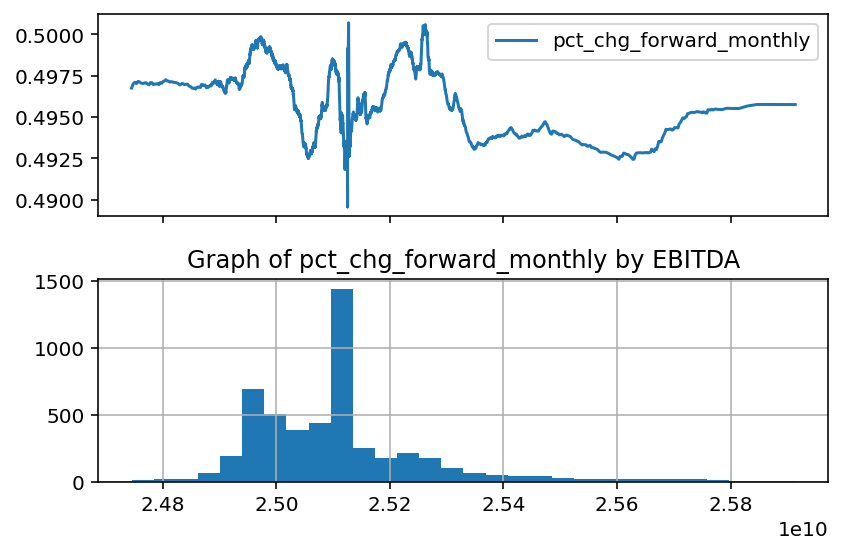 0.5000
0.4975
0.4950
0.4925
0.4900
pct_chg_forward_monthly
Graph of pct_chg_forward_monthly by EBITDA
1500
1000
500
0
2.48 2.50 2.52 2.54 2.56 2.58
1e10